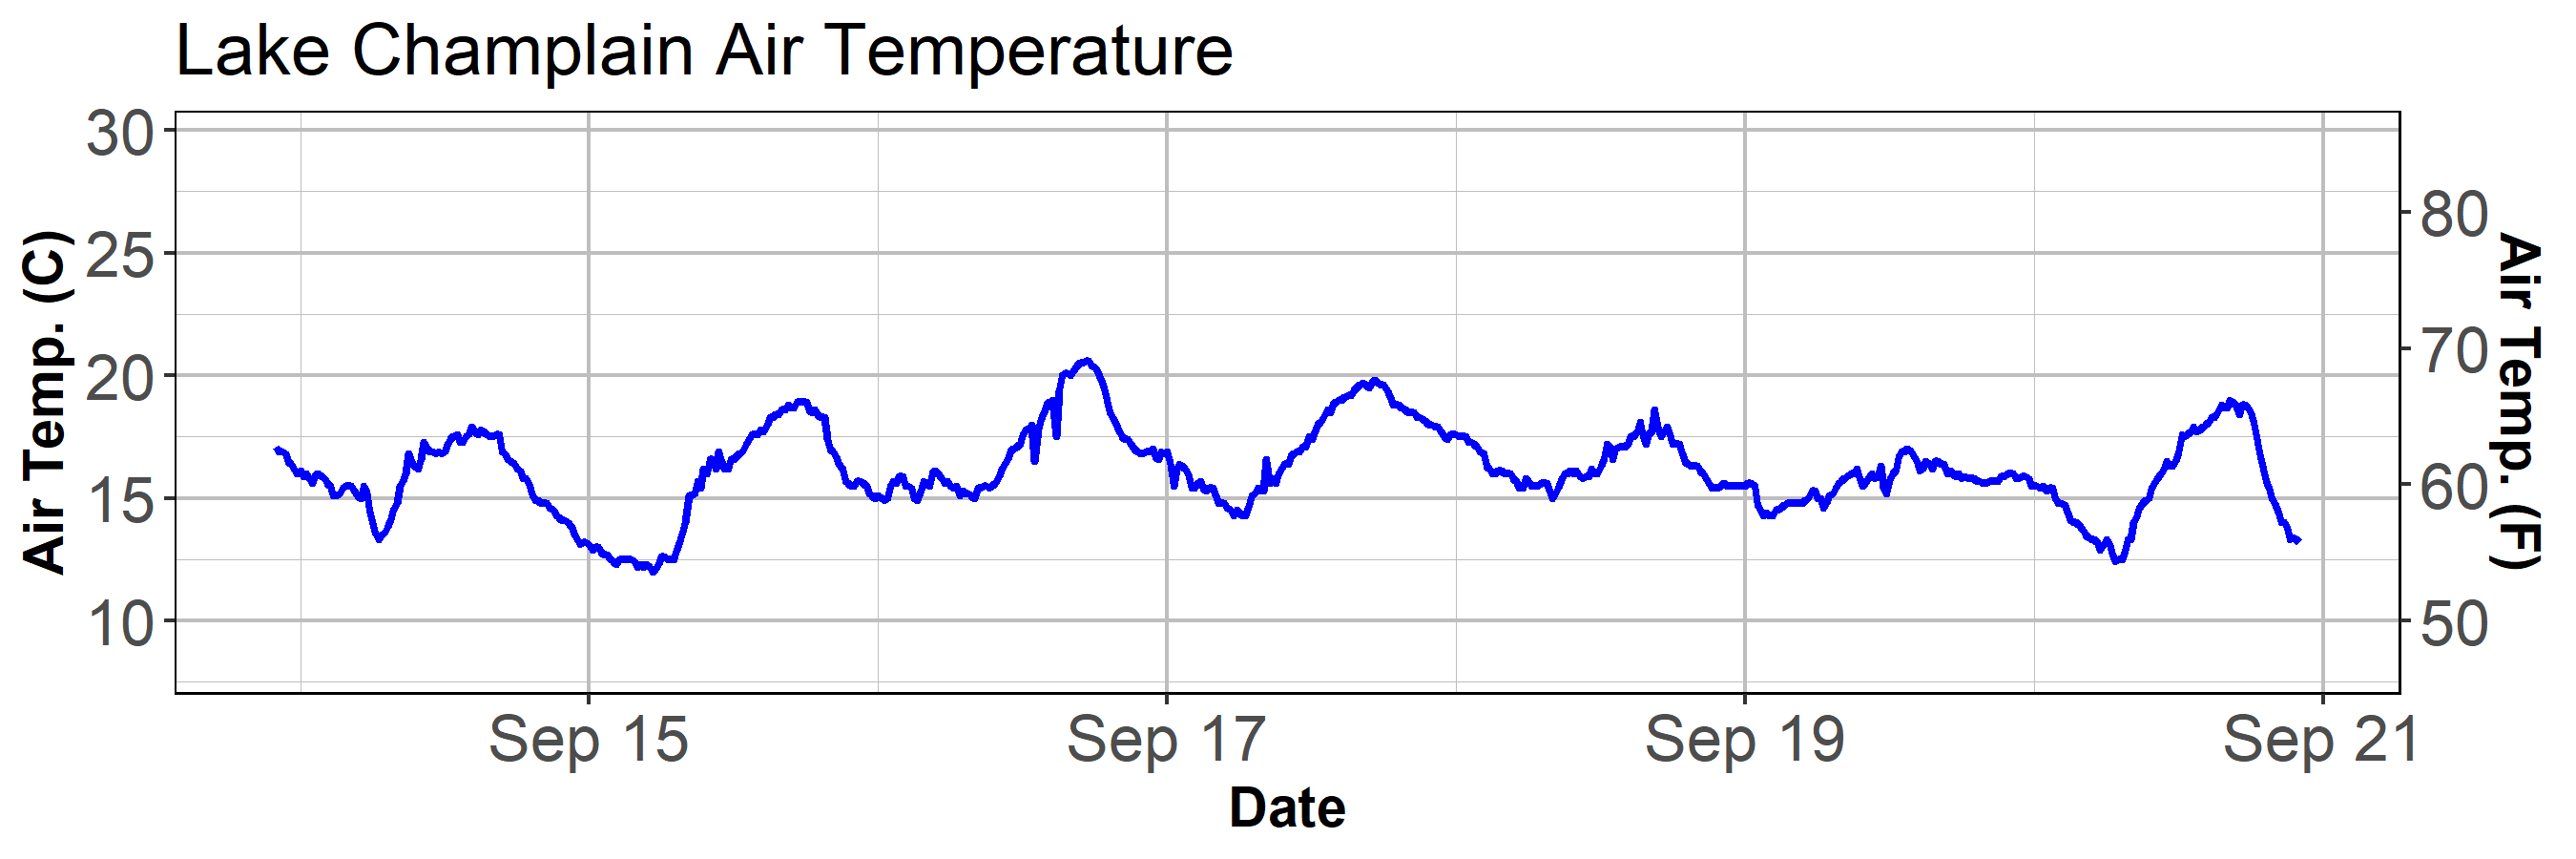 Lake Champlain Air Temperature
30
25
20
15
10
Air Temp. (C)
80
70
60
50
Air Temp. (F)
Sep 15 Sep 17 Sep 19 Sep 21
Date